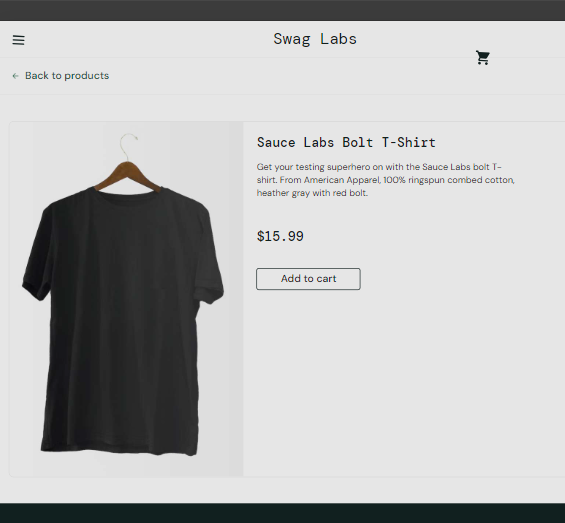 Swag Labs
← Back to products
Sauce Labs Bolt T-Shirt
Get your testing superhero on with the Sauce Labs bolt T-
shirt. From American Apparel, 100% ringspun combed cotton,
heather gray with red bolt.
$15.99
Add to cart